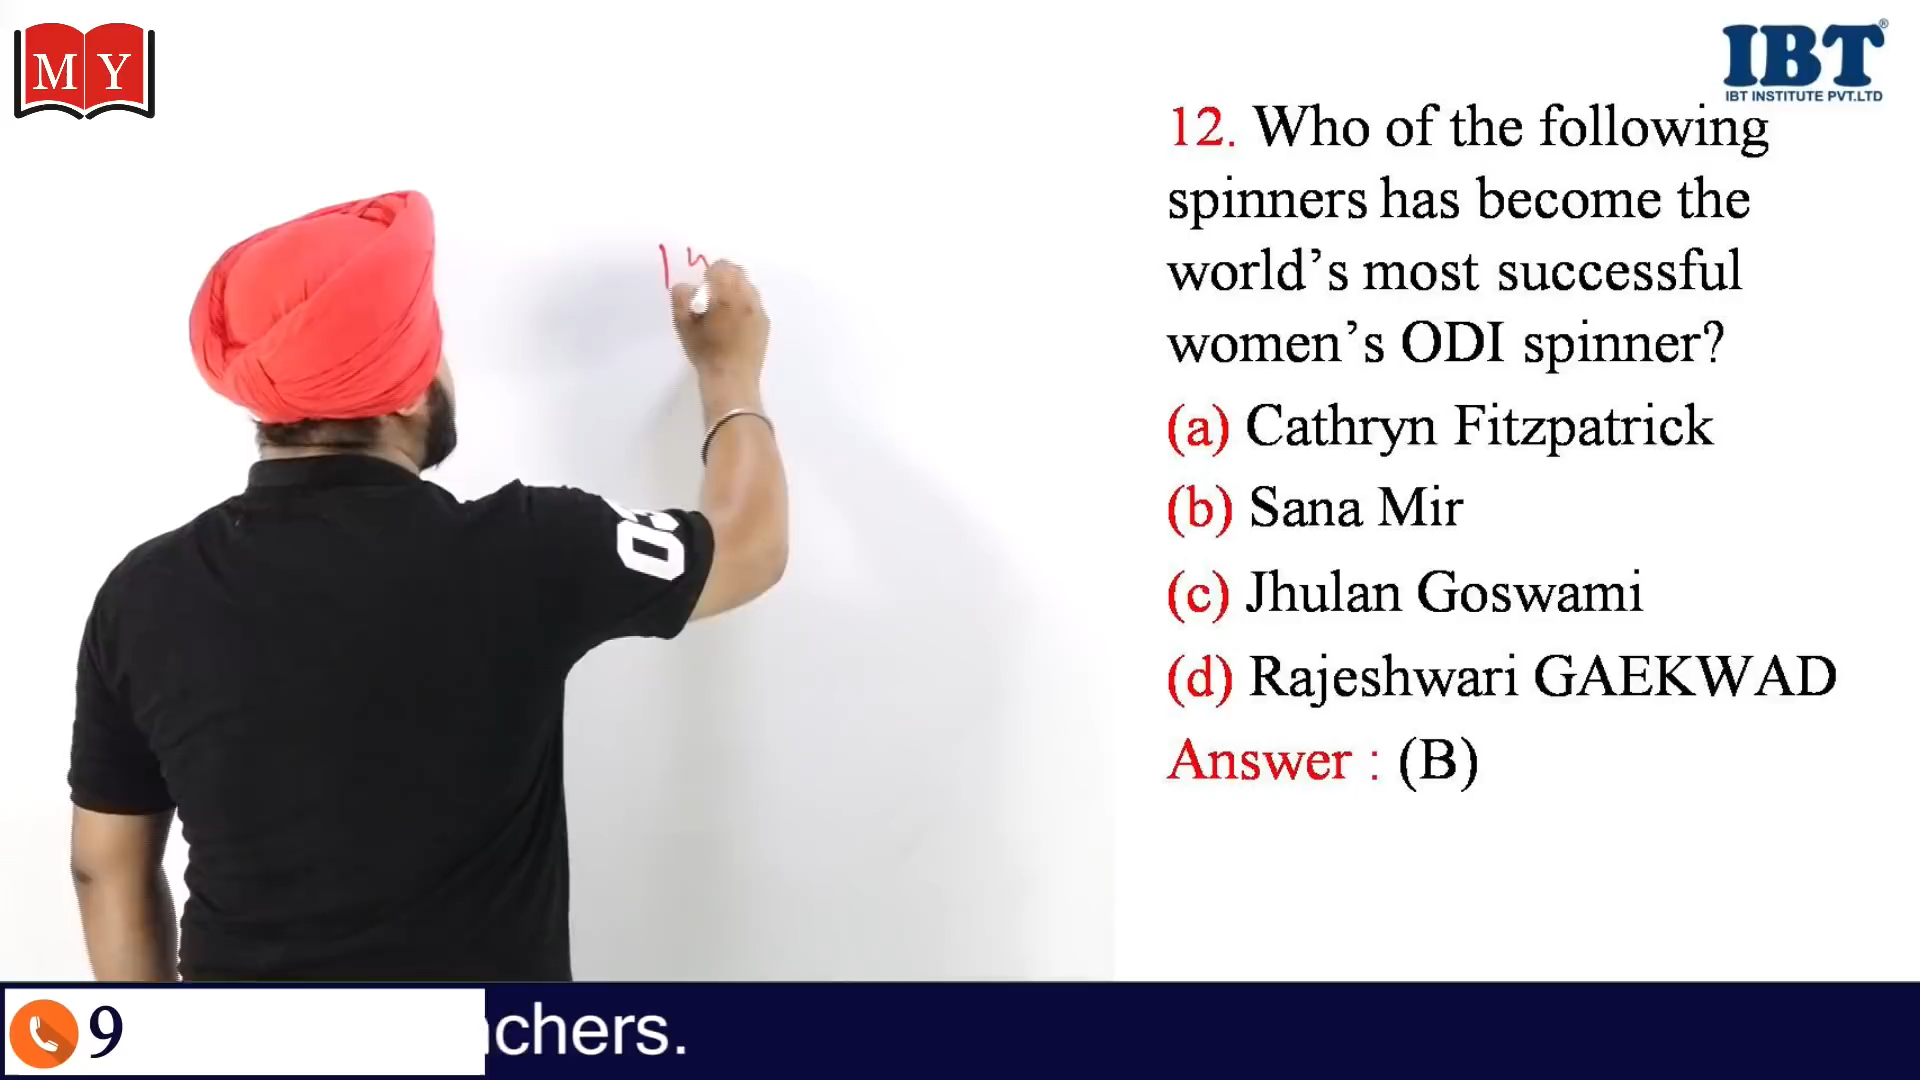 M Y
IBT®
IBT INSTITUTE PVT.LTD
12. Who of the following
spinners has become the
world’s most successful
women’s ODI spinner?
(a) Cathryn Fitzpatrick
(b) Sana Mir
(c) Jhulan Goswami
(d) Rajeshwari GAEKWAD
Answer : (B)
03
9
chers.